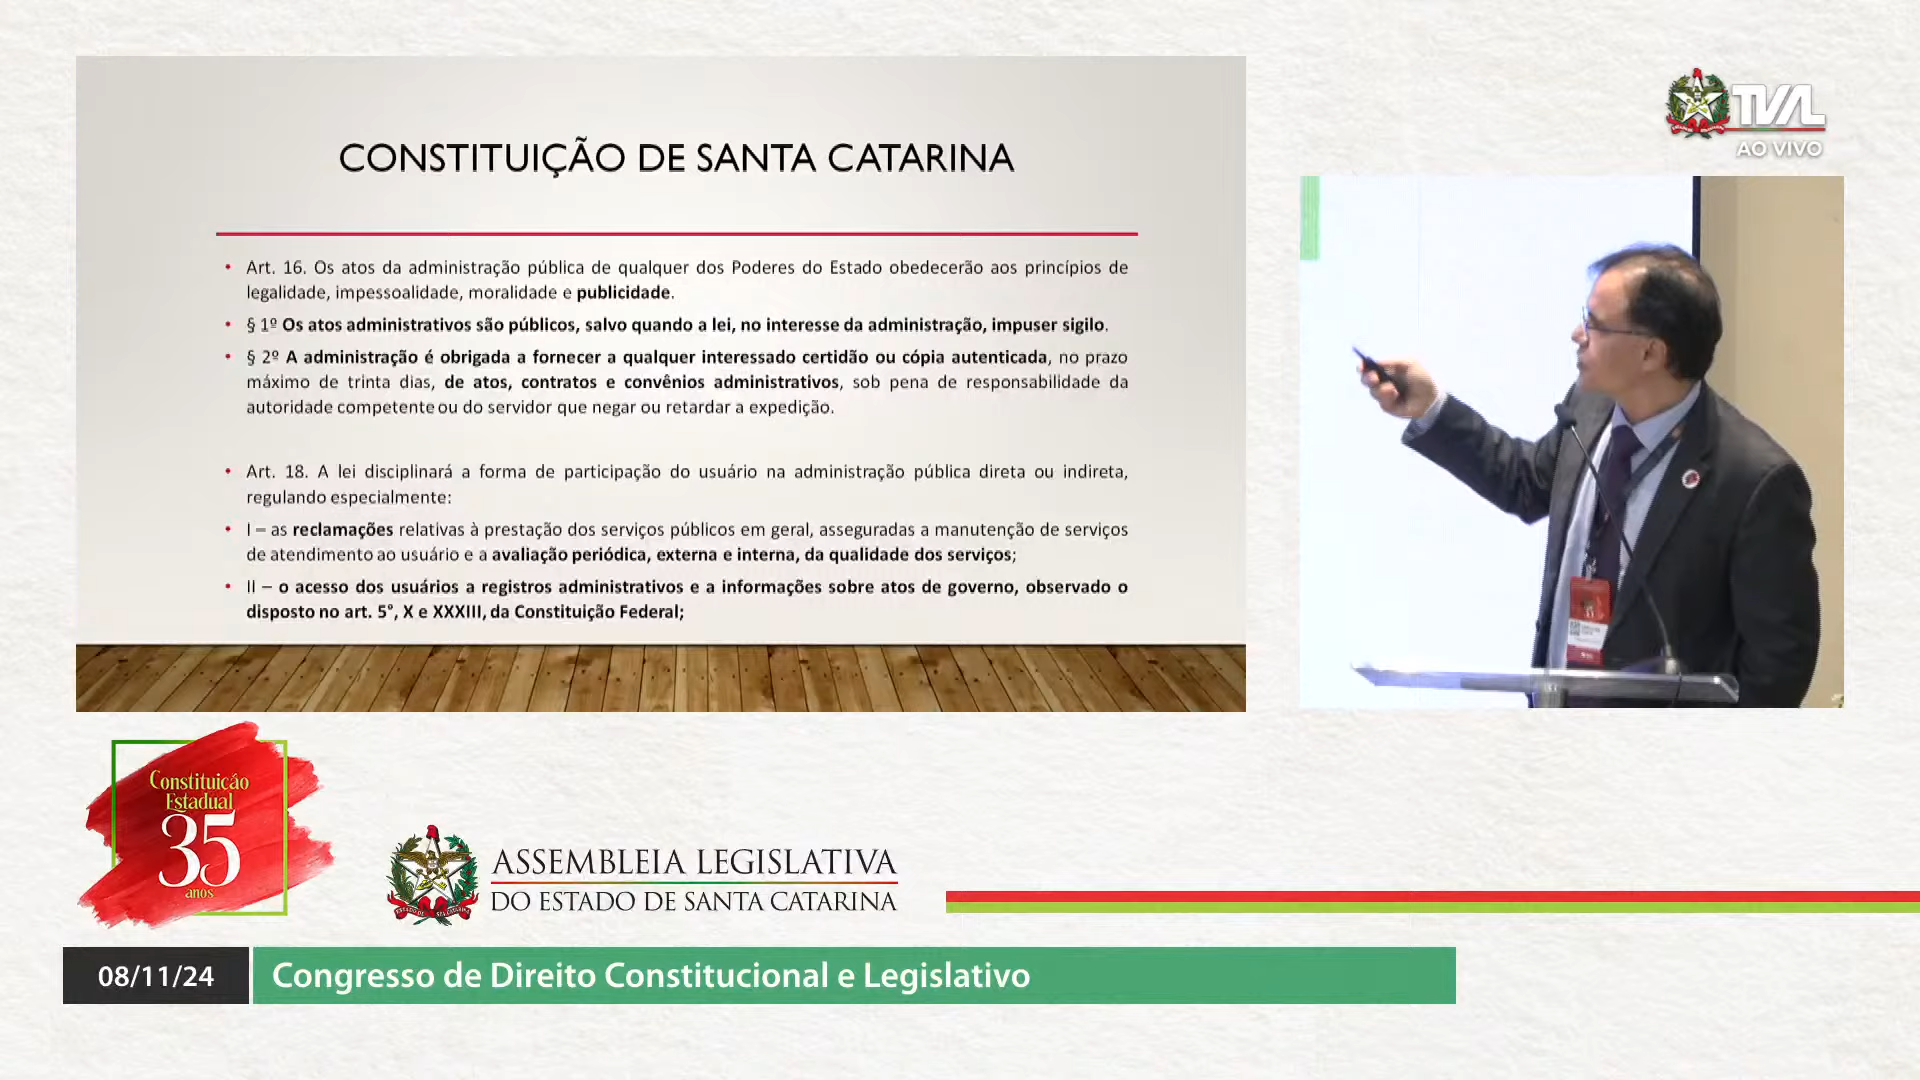 CONSTITUIÇÃO DE SANTA CATARINA
• Art. 16. Os atos da administração pública de qualquer dos Poderes do Estado obedecerão aos princípios de
legalidade, impessoalidade, moralidade e publicidade.
• § 1º Os atos administrativos são públicos, salvo quando a lei, no interesse da administração, impuser sigilo.
• § 2º A administração é obrigada a fornecer a qualquer interessado certidão ou cópia autenticada, no prazo
máximo de trinta dias, de atos, contratos e convênios administrativos, sob pena de responsabilidade da
autoridade competente ou do servidor que negar ou retardar a expedição.
• Art. 18. A lei disciplinará a forma de participação do usuário na administração pública direta ou indireta,
regulando especialmente:
• I – as reclamações relativas à prestação dos serviços públicos em geral, asseguradas a manutenção de serviços
de atendimento ao usuário e a avaliação periódica, externa e interna, da qualidade dos serviços;
• II – o acesso dos usuários a registros administrativos e a informações sobre atos de governo, observado o
disposto no art. 5°, X e XXXIII, da Constituição Federal;
TVAL
AO VIVO
Constituição
Estadual
35
anos
ASSEMBLEIA LEGISLATIVA
DO ESTADO DE SANTA CATARINA
08/11/24
Congresso de Direito Constitucional e Legislativo